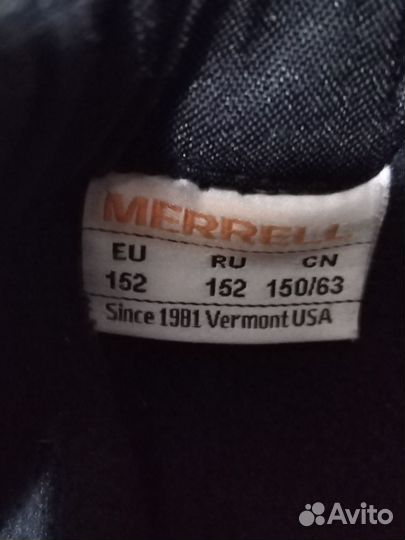 MERRELL
EU RU CN
152 152 150/63
Since 1981 Vermont USA
Avito